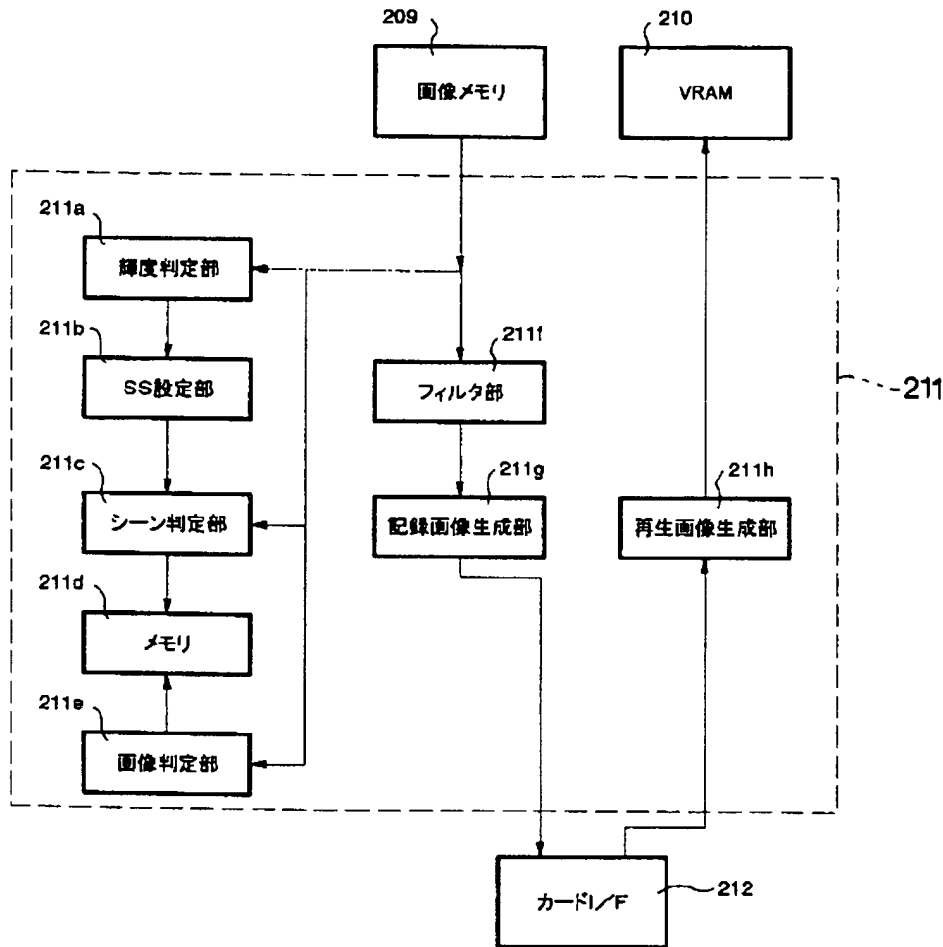 209
210
画像メモリ
VRAM
211a
輝度判定部
211b
SS設定部
211f
フィルタ部
211
211c
シーン判定部
211g
記録画像生成部
211h
再生画像生成部
211d
メモリ
211e
画像判定部
カードI/F
212